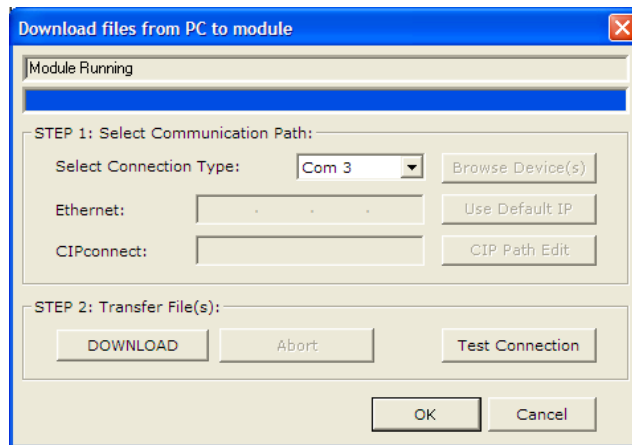 Download files from PC to module
Module Running
STEP 1: Select Communication Path:
Select Connection Type: Com 3 Browse Device(s)
Ethernet: . . . Use Default IP
CIPconnect: CIP Path Edit
STEP 2: Transfer File(s):
DOWNLOAD Abort Test Connection
OK Cancel